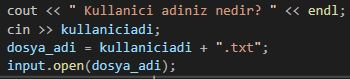 cout << " Kullanici adiniz nedir? " << endl;
cin >> kullaniciadi;
dosya_adi = kullaniciadi + ".txt";
input.open(dosya_adi);